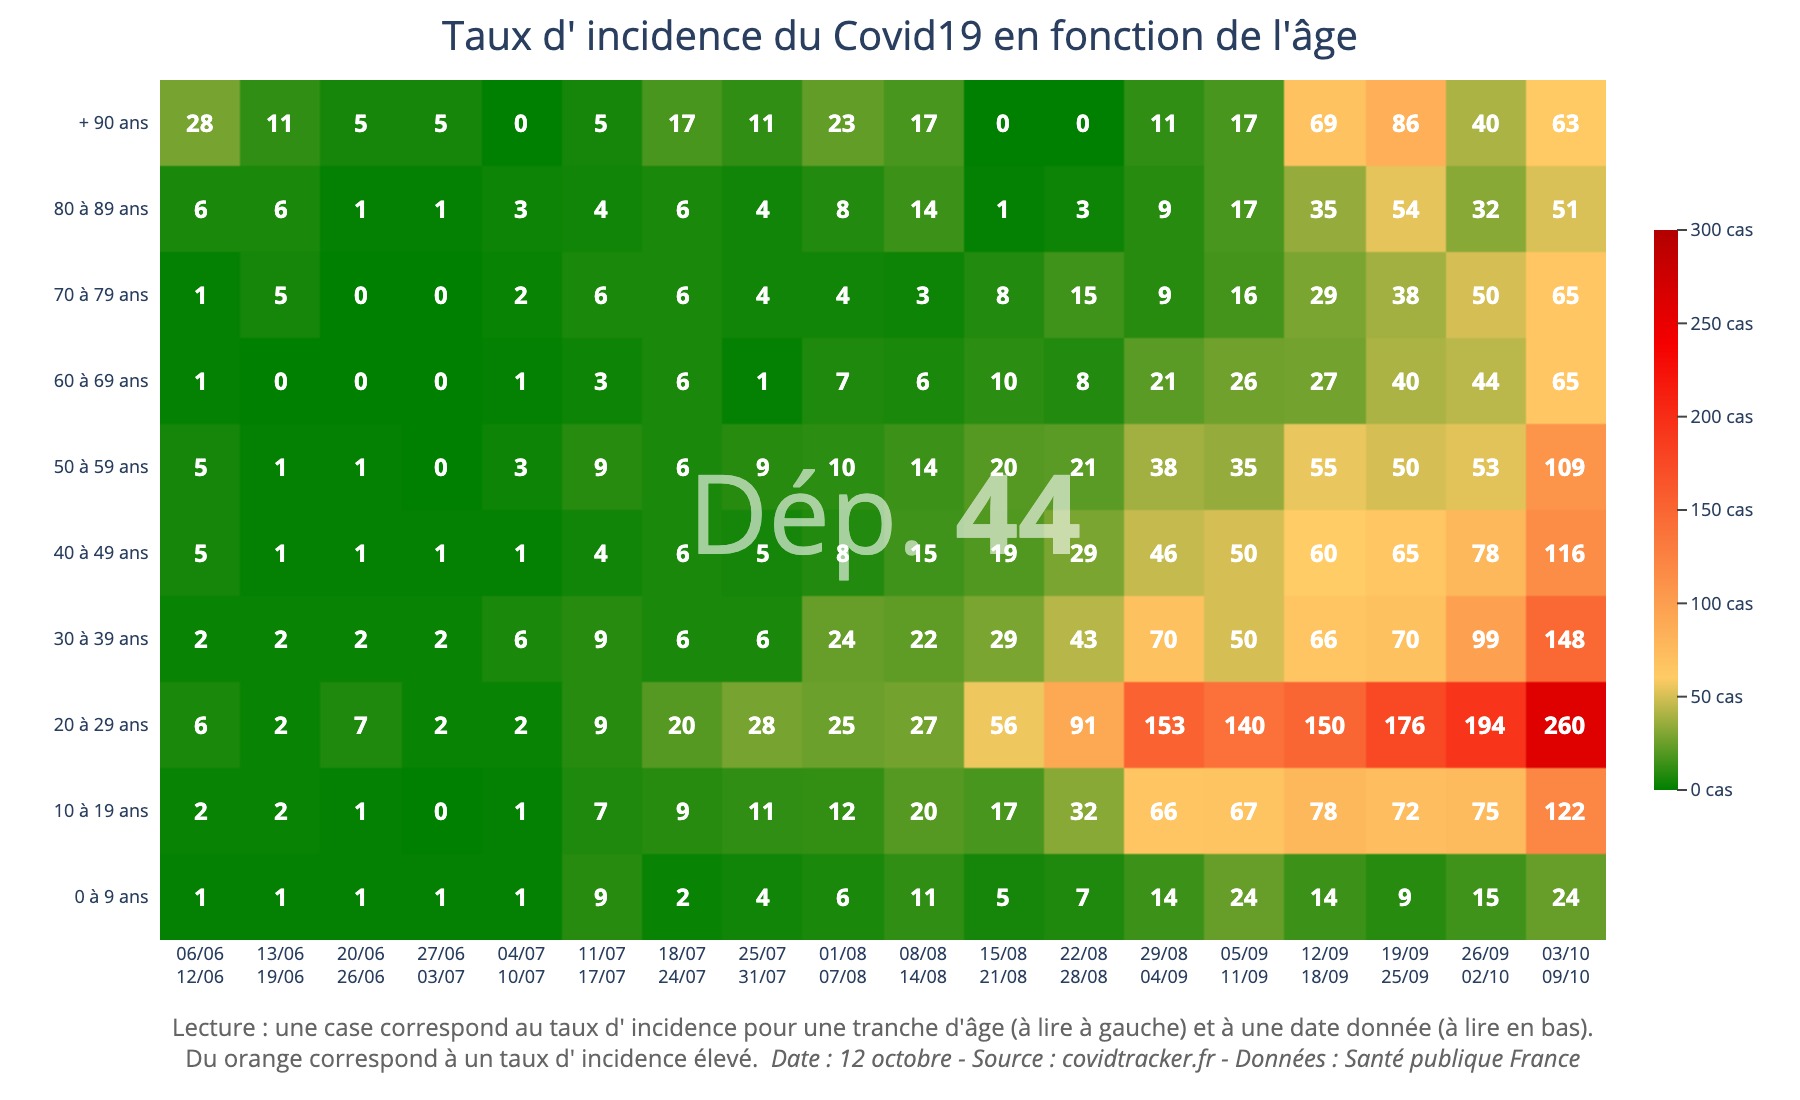 Taux d' incidence du Covid19 en fonction de l'âge
+ 90 ans 28 11 5 5 0 5 17 11 23 17 0 0 11 17 69 86 40 63
80 à 89 ans 6 6 1 1 3 4 6 4 8 14 1 3 9 17 35 54 32 51
70 à 79 ans 1 5 0 0 2 6 6 4 4 3 8 15 9 16 29 38 50 65
60 à 69 ans 1 0 0 0 1 3 6 1 7 6 10 8 21 26 27 40 44 65
50 à 59 ans 5 1 1 0 3 9 6 9 10 14 20 21 38 35 55 50 53 109
Dép. 44
40 à 49 ans 5 1 1 1 1 4 6 5 8 15 19 29 46 50 60 65 78 116
30 à 39 ans 2 2 2 2 6 9 6 6 24 22 29 43 70 50 66 70 99 148
20 à 29 ans 6 2 7 2 2 9 20 28 25 27 56 91 153 140 150 176 194 260
10 à 19 ans 2 2 1 0 1 7 9 11 12 20 17 32 66 67 78 72 75 122
0 à 9 ans 1 1 1 1 1 9 2 4 6 11 5 7 14 24 14 9 15 24
06/06 13/06 20/06 27/06 04/07 11/07 18/07 25/07 01/08 08/08 15/08 22/08 29/08 05/09 12/09 19/09 26/09 03/10
12/06 19/06 26/06 03/07 10/07 17/07 24/07 31/07 07/08 14/08 21/08 28/08 04/09 11/09 18/09 25/09 02/10 09/10
300 cas
250 cas
200 cas
150 cas
100 cas
50 cas
0 cas
Lecture : une case correspond au taux d' incidence pour une tranche d'âge (à lire à gauche) et à une date donnée (à lire en bas).
Du orange correspond à un taux d' incidence élevé. Date : 12 octobre - Source : covidtracker.fr - Données : Santé publique France